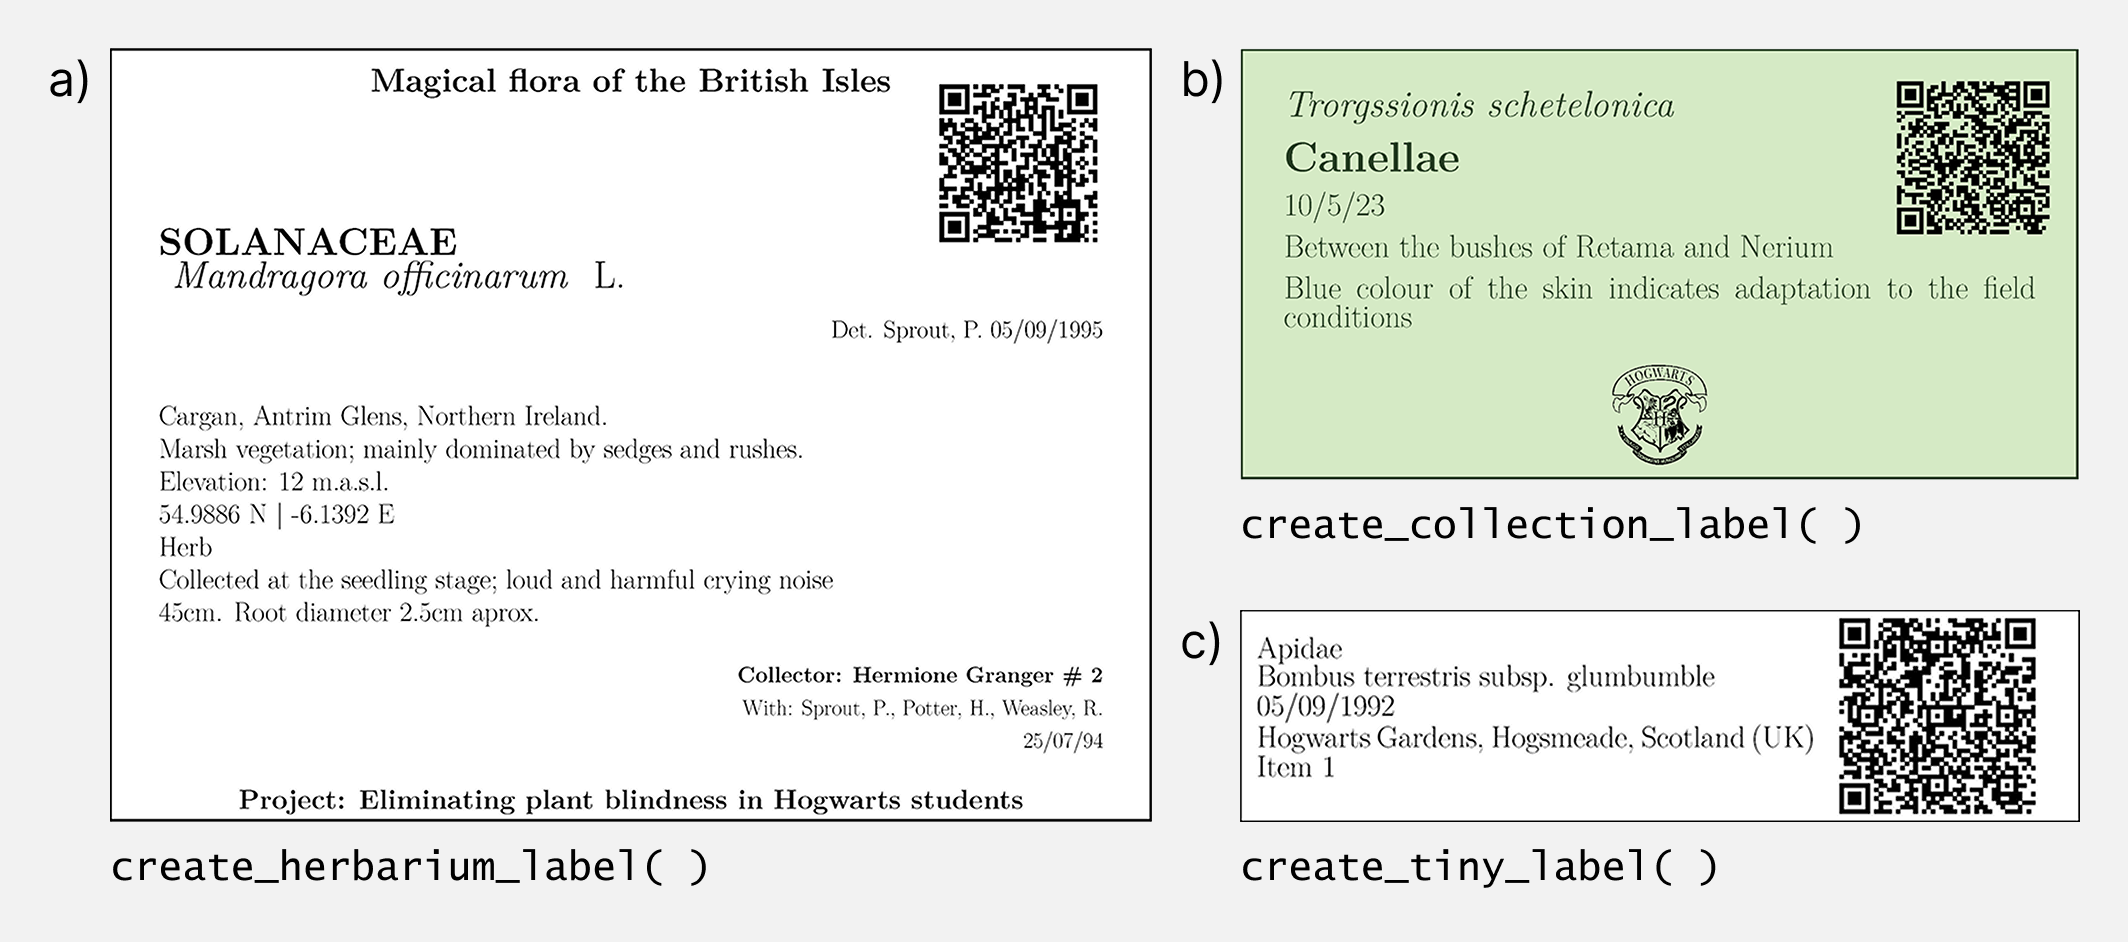 a)
Magical flora of the British Isles
SOLANACEAE
Mandragora officinarum L.
Det. Sprout, P. 05/09/1995
Cargan, Antrim Glens, Northern Ireland.
Marsh vegetation; mainly dominated by sedges and rushes.
Elevation: 12 m.a.s.l.
54.9886 N | -6.1392 E
Herb
Collected at the seedling stage; loud and harmful crying noise
45cm. Root diameter 2.5cm aprox.
Collector: Hermione Granger # 2
With: Sprout, P., Potter, H., Weasley, R.
25/07/94
Project: Eliminating plant blindness in Hogwarts students
create_herbarium_label( )
b)
Trorgssionis schetelonica
Canellae
10/5/23
Between the bushes of Retama and Nerium
Blue colour of the skin indicates adaptation to the field
conditions
HOGWARTS
H
create_collection_label( )
c)
Apidae
Bombus terrestris subsp. glumbumble
05/09/1992
Hogwarts Gardens, Hogsmeade, Scotland (UK)
Item 1
create_tiny_label( )